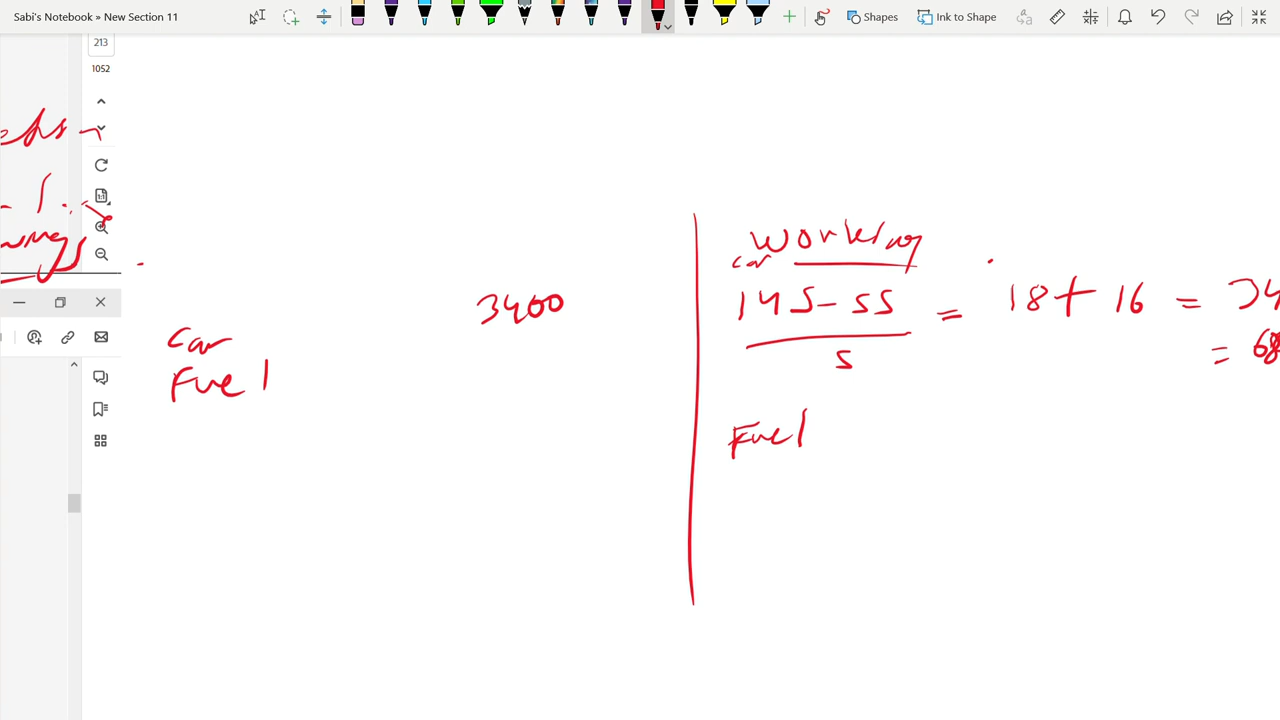 Sabi's Notebook » New Section 11
Shapes
Ink to Shape
213
1052
Working
car
145-55
5
= 18 + 16 = 34
= 68
3400
Car
Fuel
Fuel